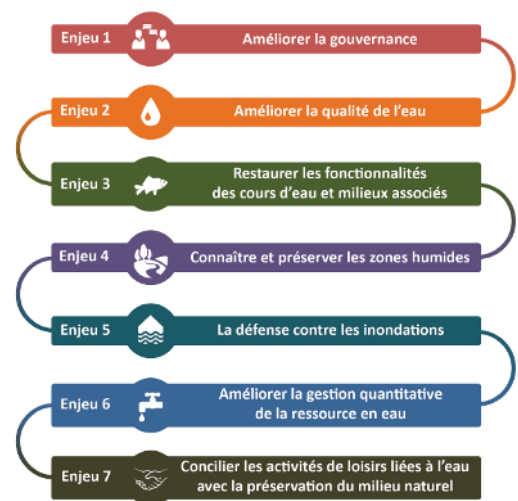 Enjeu 1
Améliorer la gouvernance
Enjeu 2
Améliorer la qualité de l'eau
Enjeu 3
Restaurer les fonctionnalités
des cours d'eau et milieux associés
Enjeu 4
Connaître et préserver les zones humides
Enjeu 5
La défense contre les inondations
Enjeu 6
Améliorer la gestion quantitative
de la ressource en eau
Enjeu 7
Concilier les activités de loisirs liées à l'eau
avec la préservation du milieu naturel